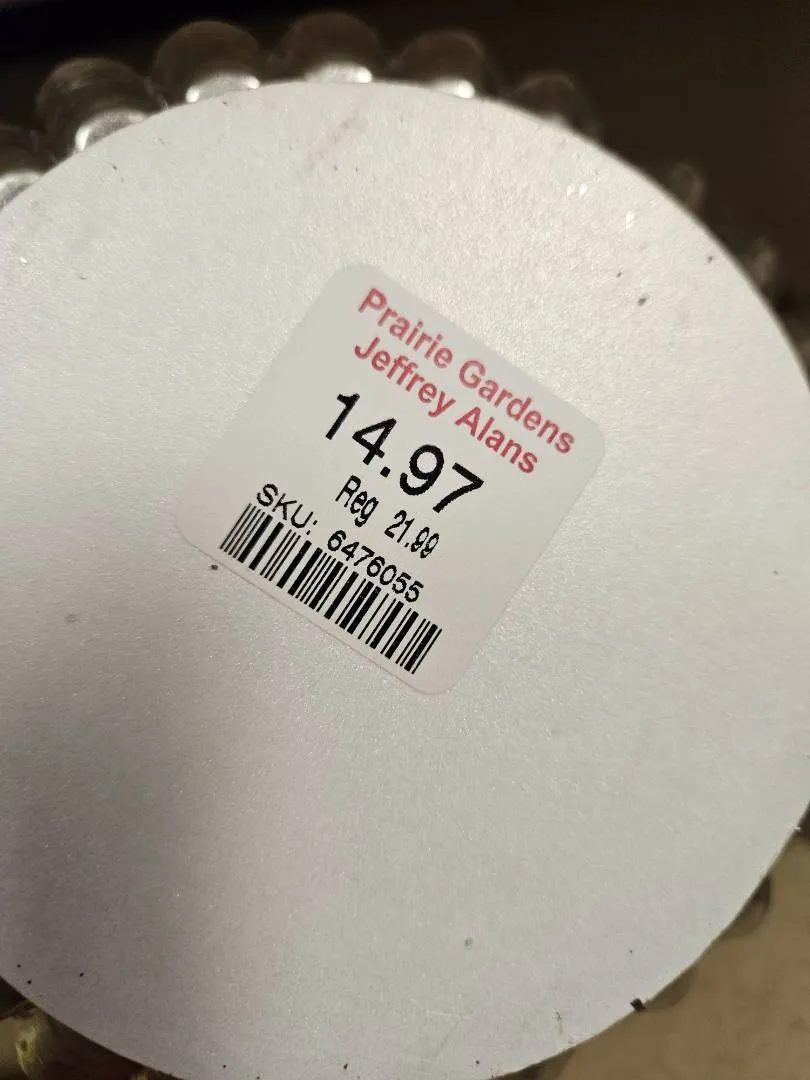 Prairie Gardens
Jeffrey Alans
14.97
Reg 21.99
SKU: 6476055